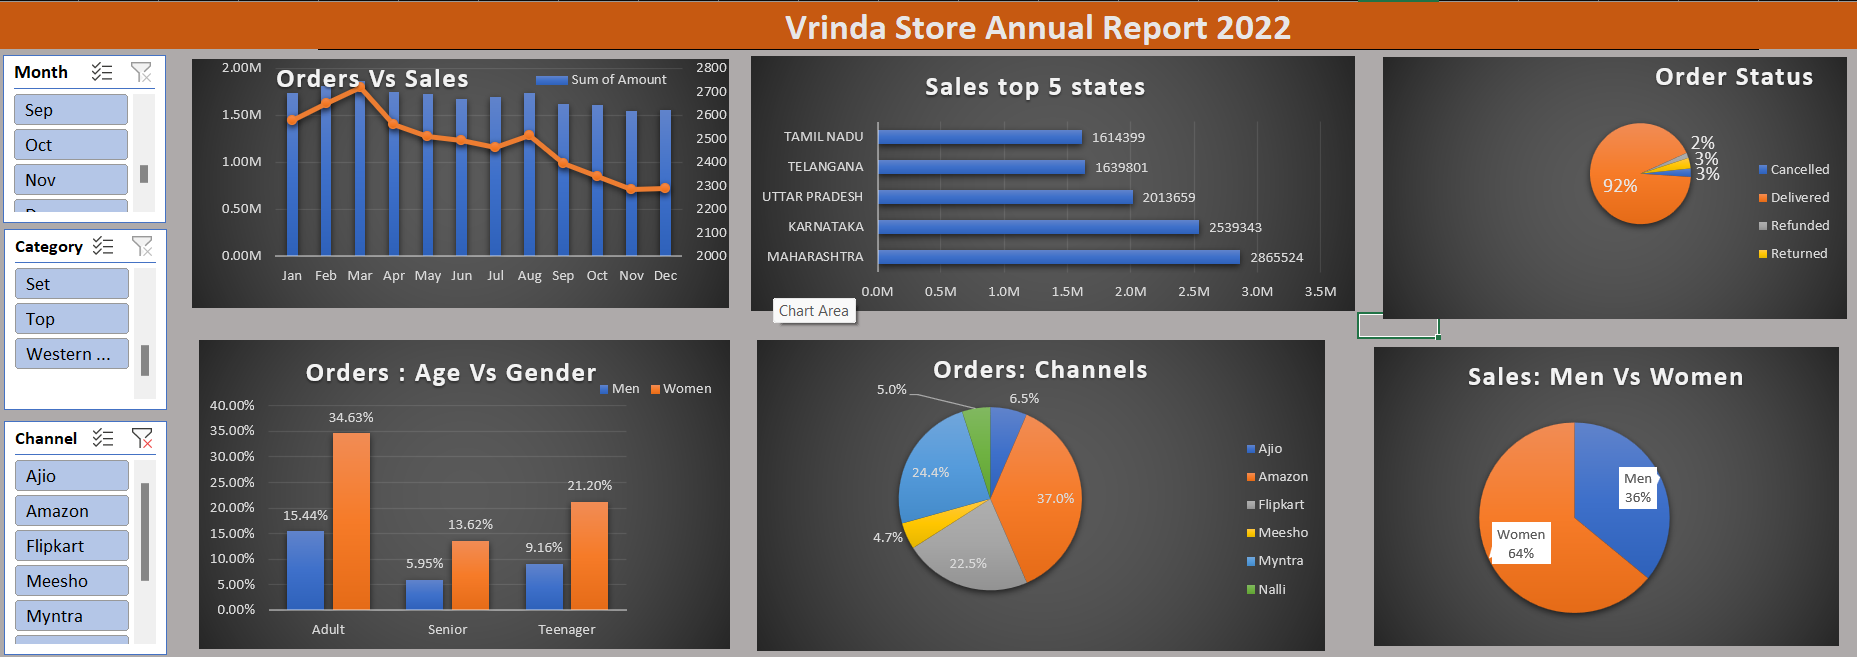 Vrinda Store Annual Report 2022
Month
Sep
Oct
Nov
Category
Set
Top
Western ...
Channel
Ajio
Amazon
Flipkart
Meesho
Myntra
Orders Vs Sales
Sum of Amount
2.00M
1.50M
1.00M
0.50M
0.00M
2800
2700
2600
2500
2400
2300
2200
2100
2000
Jan Feb Mar Apr May Jun Jul Aug Sep Oct Nov Dec
Sales top 5 states
TAMIL NADU 1614399
TELANGANA 1639801
UTTAR PRADESH 2013659
KARNATAKA 2539343
MAHARASHTRA 2865524
0.0M 0.5M 1.0M 1.5M 2.0M 2.5M 3.0M 3.5M
Chart Area
Order Status
2%
3%
3%
92%
Cancelled
Delivered
Refunded
Returned
Orders : Age Vs Gender
Men Women
40.00%
35.00%
30.00%
25.00%
20.00%
15.00%
10.00%
5.00%
0.00%
15.44% 34.63%
5.95% 13.62%
9.16% 21.20%
Adult Senior Teenager
Orders: Channels
5.0%
6.5%
24.4%
37.0%
4.7%
22.5%
Ajio
Amazon
Flipkart
Meesho
Myntra
Nalli
Sales: Men Vs Women
Men
36%
Women
64%